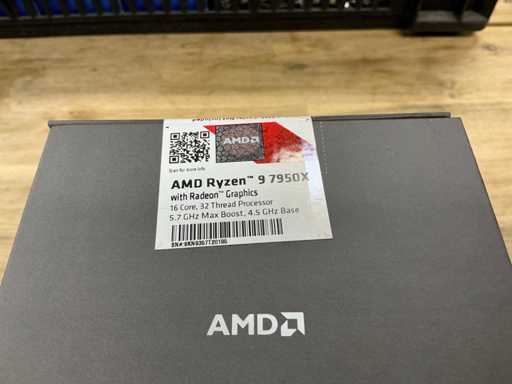 AMD
Scan for more info
AMD Ryzen™ 9 7950X
with Radeon™ Graphics
16 Core, 32 Thread Processor
5.7 GHz Max Boost, 4.5 GHz Base
AMD